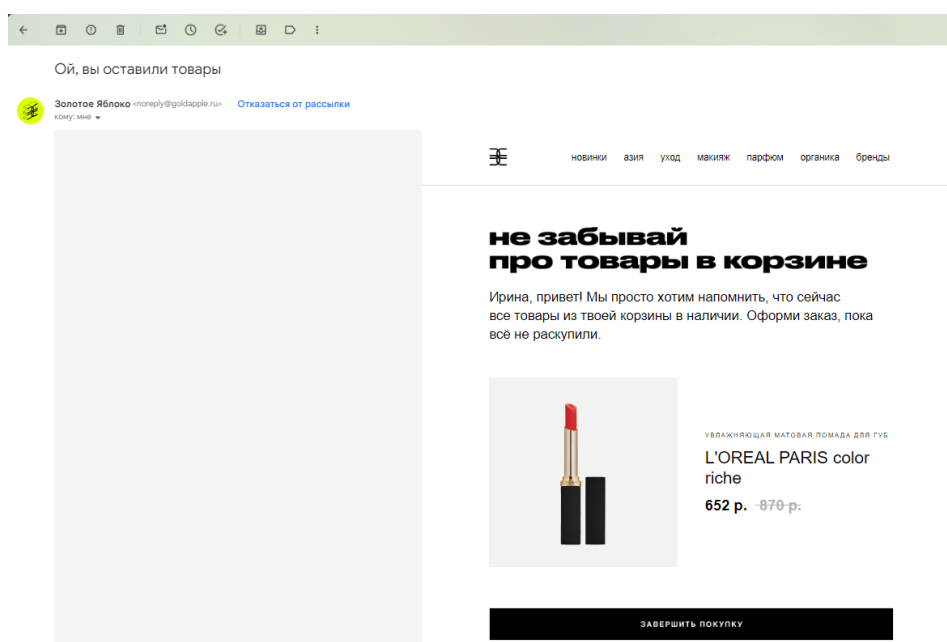 Ой, вы оставили товары
Золотое Яблоко <noreply@goldapple.ru> Отказаться от рассылки
кому: мне
новинки азия уход макияж парфюм органика бренды
не забывай
про товары в корзине
Ирина, привет! Мы просто хотим напомнить, что сейчас
все товары из твоей корзины в наличии. Оформи заказ, пока
всё не раскупили.
УВЛАЖНЯЮЩАЯ МАТОВАЯ ПОМАДА ДЛЯ ГУБ
L'OREAL PARIS color
riche
652 р. 870 р.
ЗАВЕРШИТЬ ПОКУПКУ